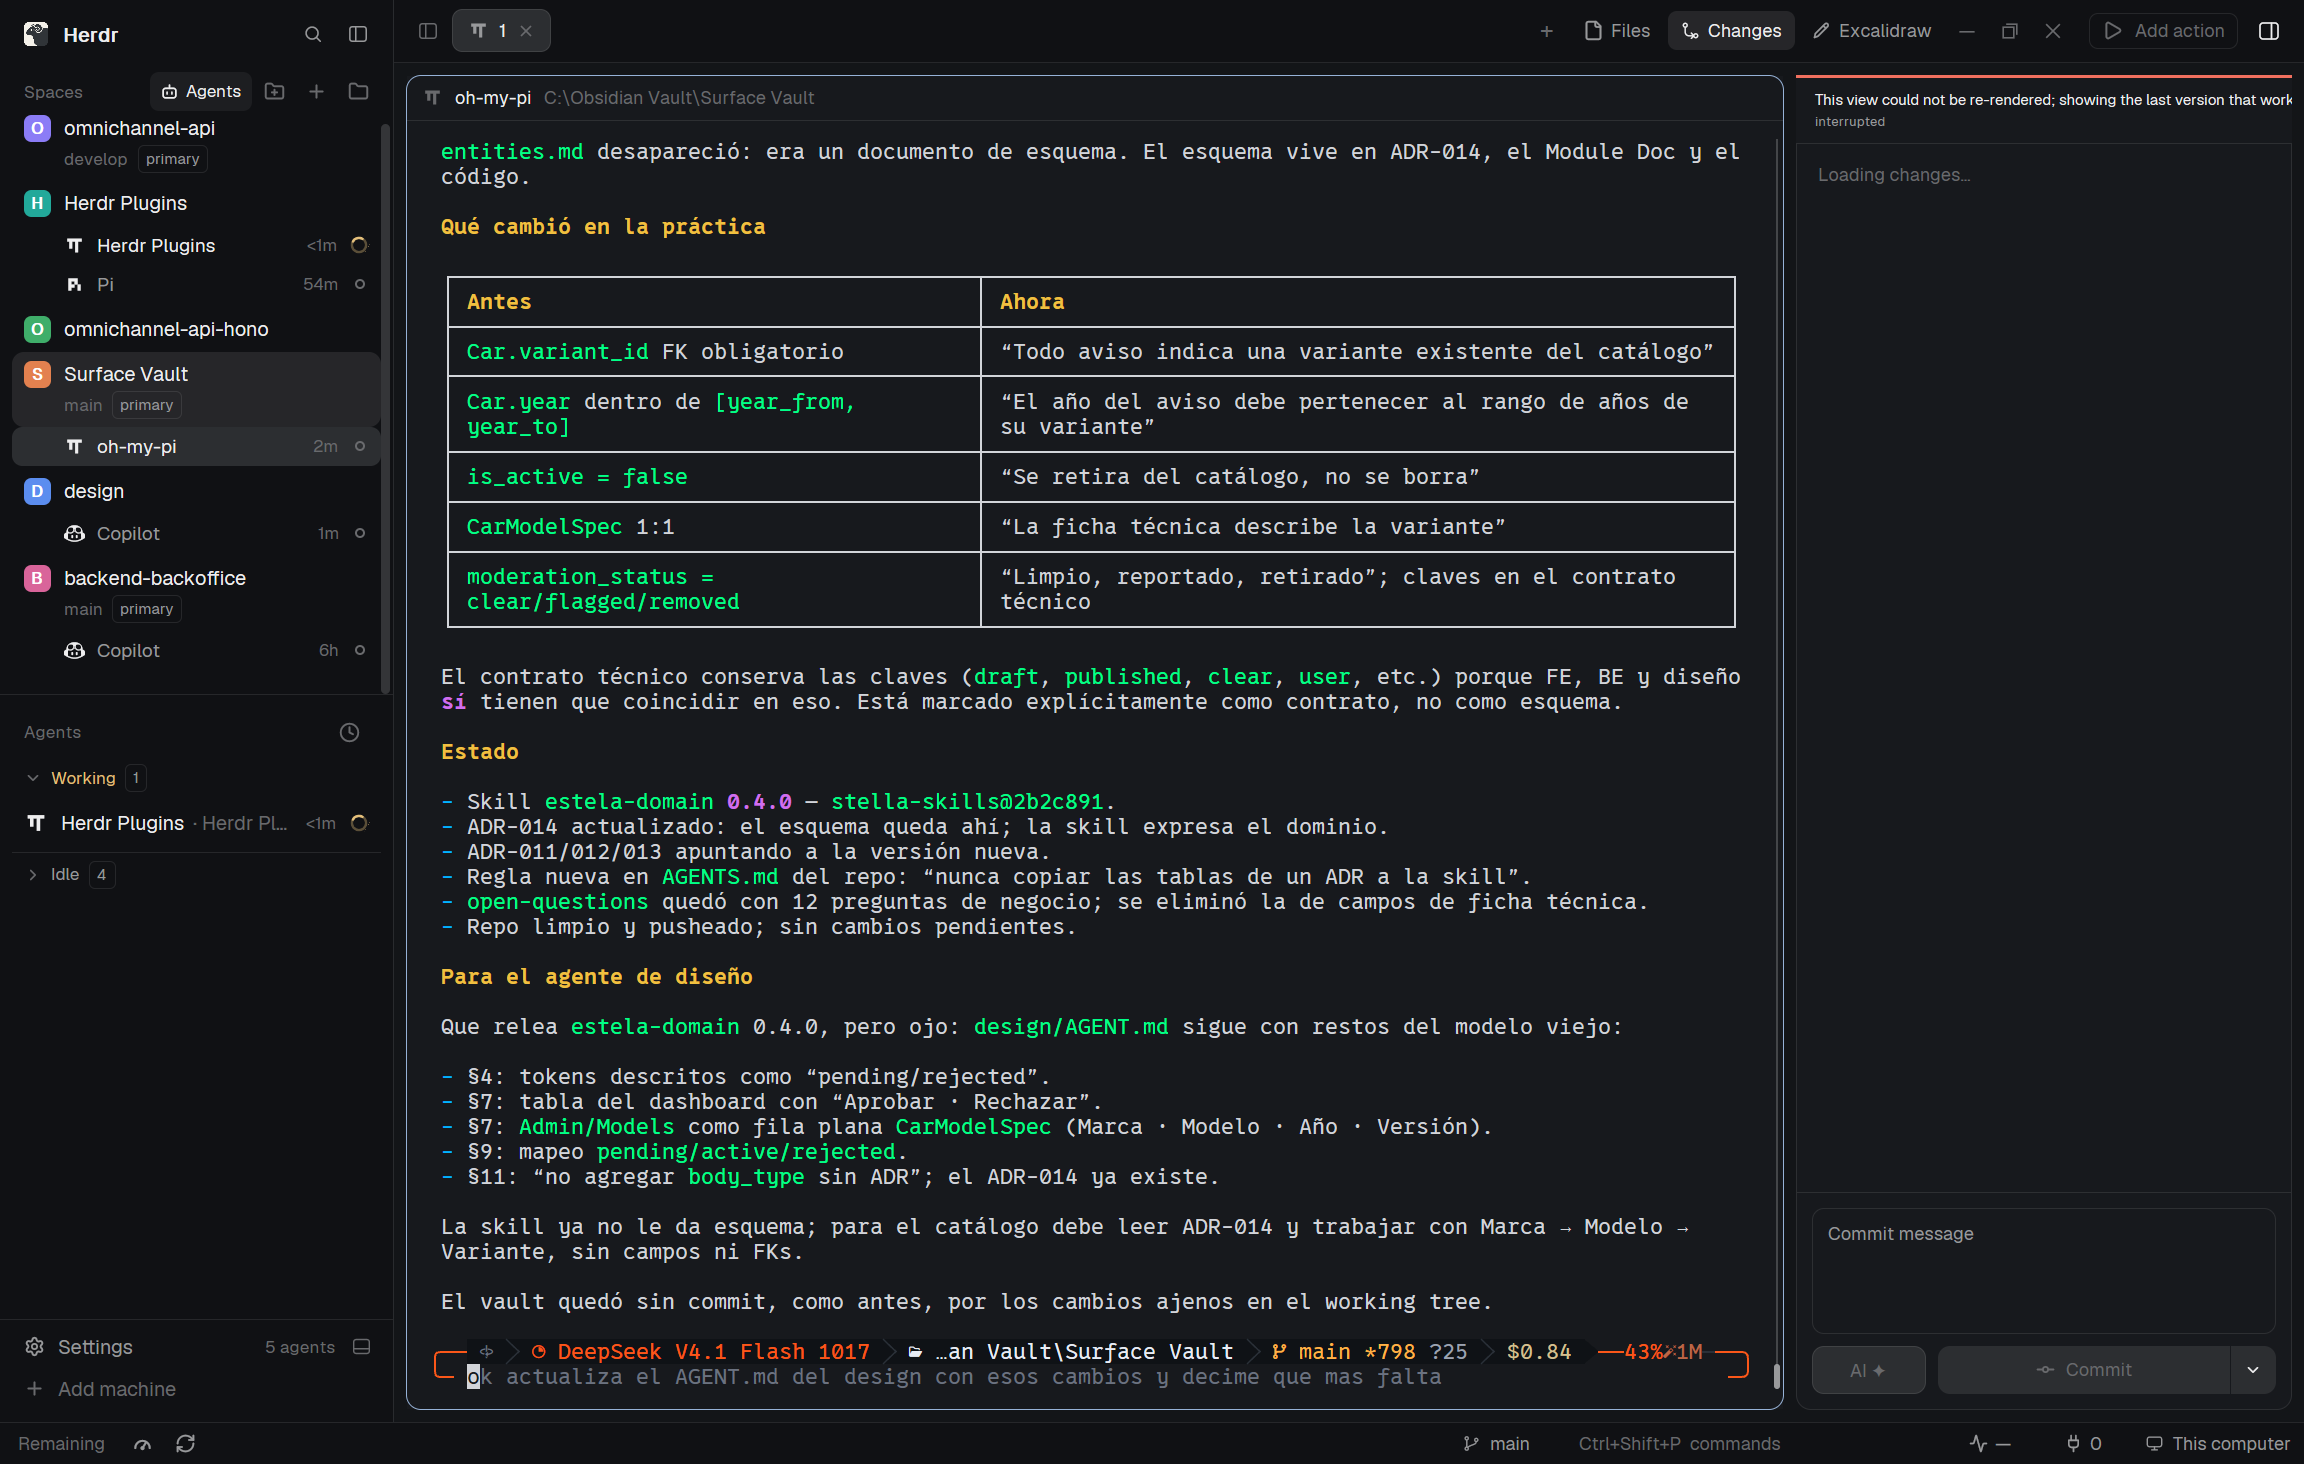 Herdr
Spaces
Agents
omnichannel-api
develop primary
Herdr Plugins
Herdr Plugins <1m
Pi 54m
omnichannel-api-hono
Surface Vault
main primary
oh-my-pi 2m
design
Copilot 1m
backend-backoffice
main primary
Copilot 6h
Agents
Working 1
Herdr Plugins · Herdr Pl... <1m
Idle 4
Settings 5 agents
Add machine
1
Files
Changes
Excalidraw
Add action
oh-my-pi C:\Obsidian Vault\Surface Vault
entities.md desapareció: era un documento de esquema. El esquema vive en ADR-014, el Module Doc y el
código.
Qué cambió en la práctica
Antes Ahora
Car.variant_id FK obligatorio “Todo aviso indica una variante existente del catálogo”
Car.year dentro de [year_from, “El año del aviso debe pertenecer al rango de años de
year_to] su variante”
is_active = false “Se retira del catálogo, no se borra”
CarModelSpec 1:1 “La ficha técnica describe la variante”
moderation_status = “Limpio, reportado, retirado”; claves en el contrato
clear/flagged/removed técnico
El contrato técnico conserva las claves (draft, published, clear, user, etc.) porque FE, BE y diseño
sí tienen que coincidir en eso. Está marcado explícitamente como contrato, no como esquema.
Estado
- Skill estela-domain 0.4.0 — stella-skills@2b2c891.
- ADR-014 actualizado: el esquema queda ahí; la skill expresa el dominio.
- ADR-011/012/013 apuntando a la versión nueva.
- Regla nueva en AGENTS.md del repo: “nunca copiar las tablas de un ADR a la skill”.
- open-questions quedó con 12 preguntas de negocio; se eliminó la de campos de ficha técnica.
- Repo limpio y pusheado; sin cambios pendientes.
Para el agente de diseño
Que relea estela-domain 0.4.0, pero ojo: design/AGENT.md sigue con restos del modelo viejo:
- §4: tokens descritos como “pending/rejected”.
- §7: tabla del dashboard con “Aprobar · Rechazar”.
- §7: Admin/Models como fila plana CarModelSpec (Marca · Modelo · Año · Versión).
- §9: mapeo pending/active/rejected.
- §11: “no agregar body_type sin ADR”; el ADR-014 ya existe.
La skill ya no le da esquema; para el catálogo debe leer ADR-014 y trabajar con Marca → Modelo →
Variante, sin campos ni FKs.
El vault quedó sin commit, como antes, por los cambios ajenos en el working tree.
DeepSeek V4.1 Flash 1017 …an Vault\Surface Vault main *798 ?25 $0.84 43% 1M
ok actualiza el AGENT.md del design con esos cambios y decime que mas falta
This view could not be re-rendered; showing the last version that work
interrupted
Loading changes...
Commit message
AI
Commit
Remaining
main
Ctrl+Shift+P commands
—
0
This computer